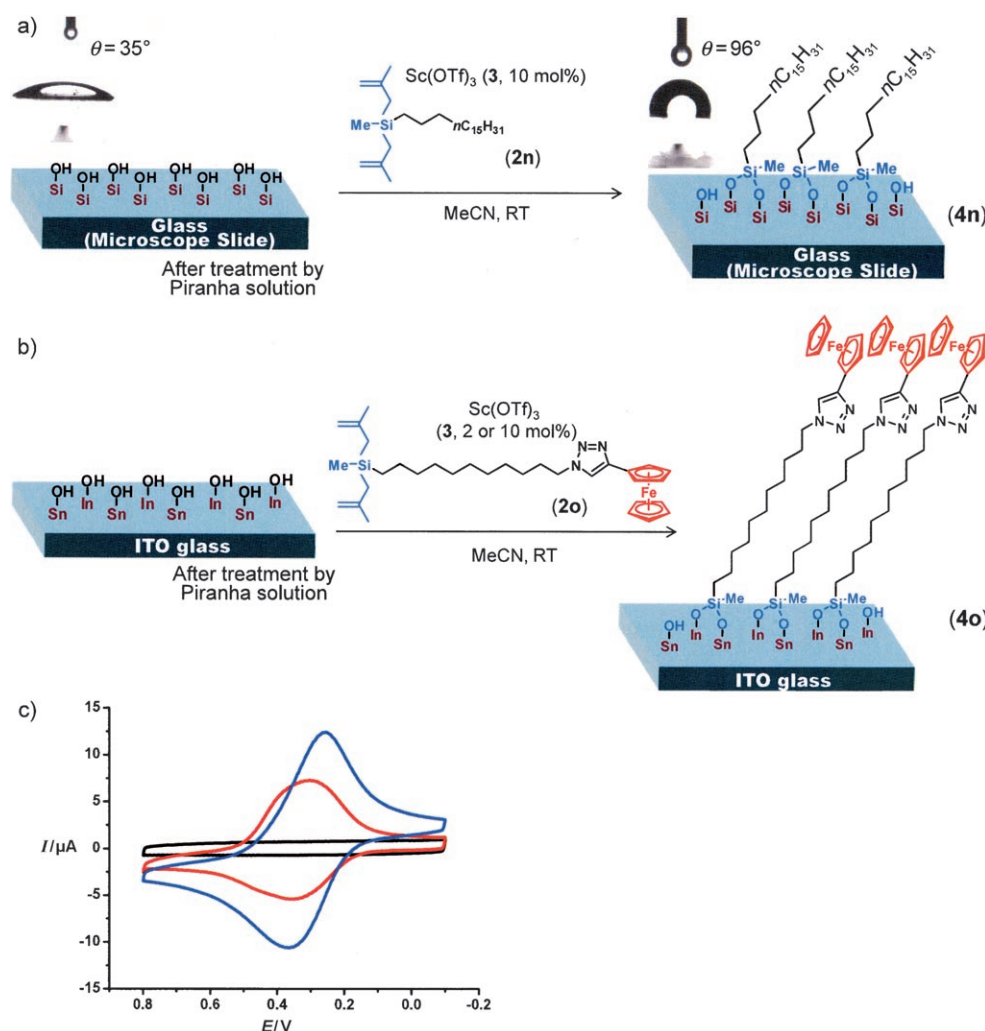 a)
θ = 35°
Sc(OTf)₃ (3, 10 mol%)
Me Si nC₁₅H₃₁
(2n)
MeCN, RT
OH OH OH OH OH OH OH OH
Si Si Si Si Si Si Si Si
Glass
(Microscope Slide)
After treatment by
Piranha solution
θ = 96°
nC₁₅H₃₁ nC₁₅H₃₁ nC₁₅H₃₁
Si Me Si Me Si Me
OH O O O O O O OH
Si Si Si Si Si Si Si Si
(4n)
Glass
(Microscope Slide)
b)
Sc(OTf)₃
(3, 2 or 10 mol%)
Me Si N N=N
Fe
(2o)
MeCN, RT
OH OH OH OH OH OH OH
Sn In Sn In Sn In Sn In
ITO glass
After treatment by
Piranha solution
Fe Fe Fe
N N N N N N N N N
Si Me Si Me Si Me
OH O O O O O O OH
Sn In Sn In Sn In Sn In
(4o)
ITO glass
c)
15
10
5
0
-5
-10
-15
I/µA
0.8 0.6 0.4 0.2 0.0 -0.2
E/V